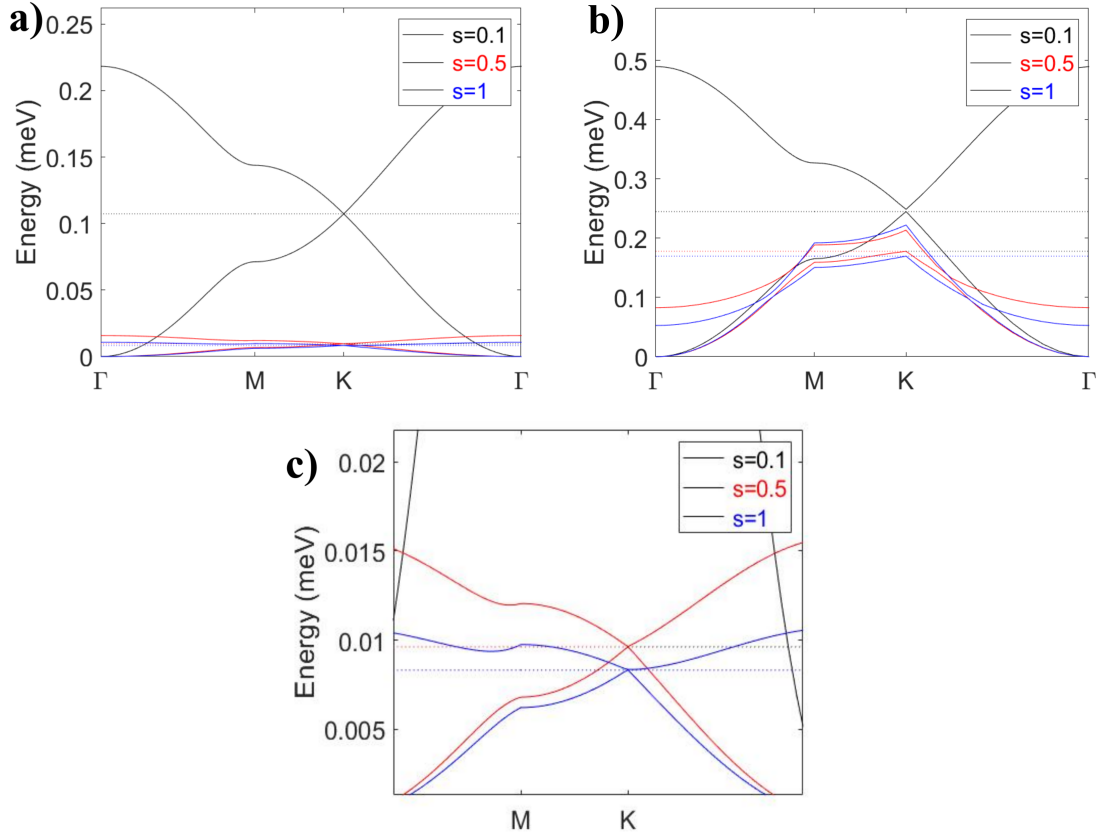 a)
Energy (meV)
0.25
0.2
0.15
0.1
0.05
0
Γ
M
K
Γ
s=0.1
s=0.5
s=1
b)
Energy (meV)
0.5
0.4
0.3
0.2
0.1
0
Γ
M
K
Γ
s=0.1
s=0.5
s=1
c)
Energy (meV)
0.02
0.015
0.01
0.005
M
K
s=0.1
s=0.5
s=1